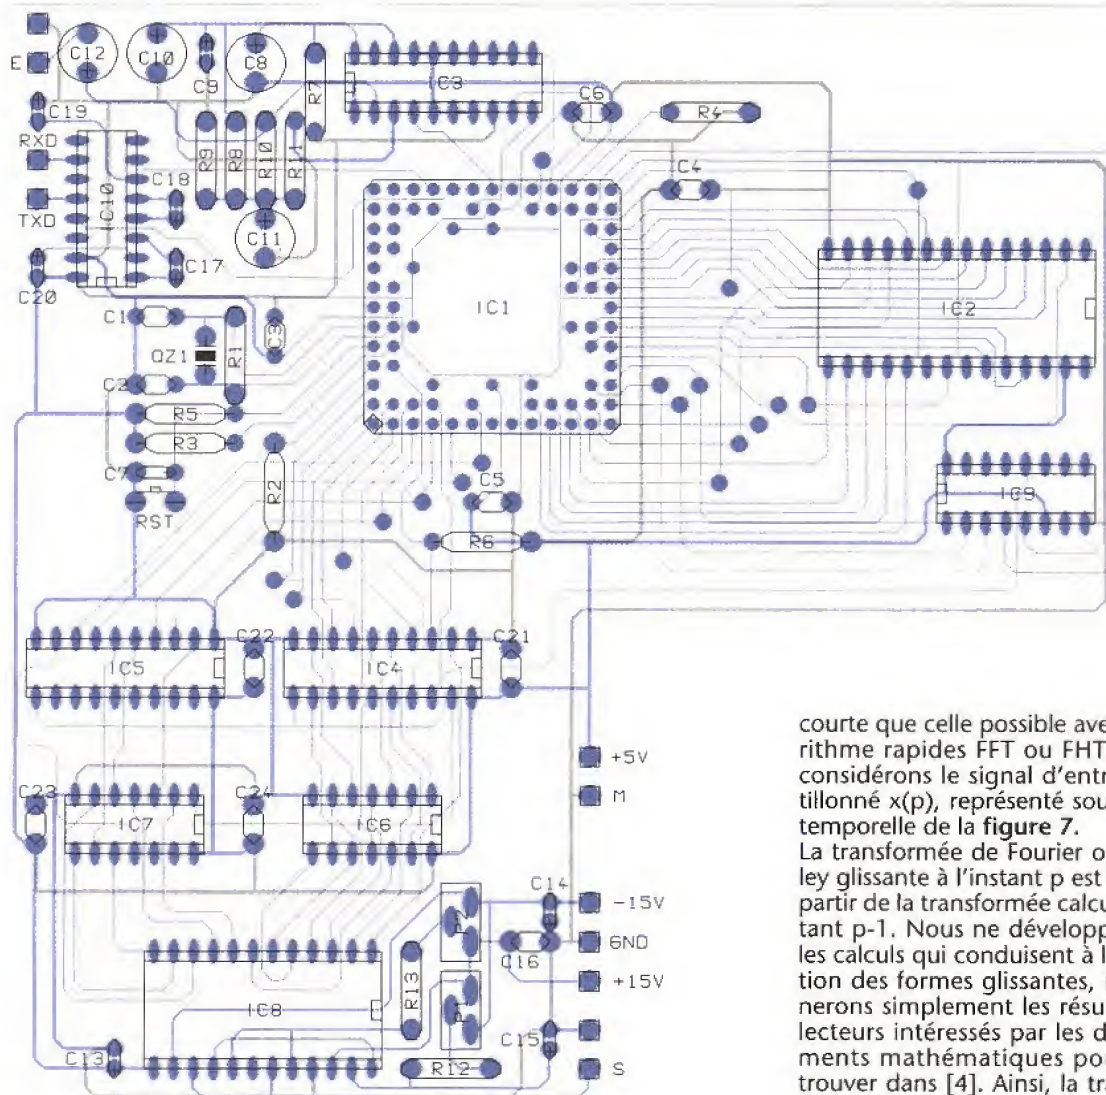 C12
C10
C9
C8
R7
C3
C6
R4
E
C19
RXD
TXD
IC10
C18
R9
R8
R10
R11
C4
C11
C17
C20
IC1
IC2
C1
QZ1
R1
C3
C2
R5
R3
C7
RST
R2
C5
R6
IC9
IC5
C22
IC4
C21
+5V
M
C23
IC7
C24
IC6
C14
-15V
P2
GND
C16
+15V
R13
P1
IC8
C15
C13
R12
S
courte que celle possible ave
rithme rapides FFT ou FHT
considérons le signal d'entr
tillonné x(p), représenté sou
temporelle de la figure 7.
La transformée de Fourier o
ley glissante à l'instant p est
partir de la transformée calcu
tant p-1. Nous ne développ
les calculs qui conduisent à l
tion des formes glissantes,
nerons simplement les résu
lecteurs intéressés par les d
ments mathématiques po
trouver dans [4]. Ainsi, la tra